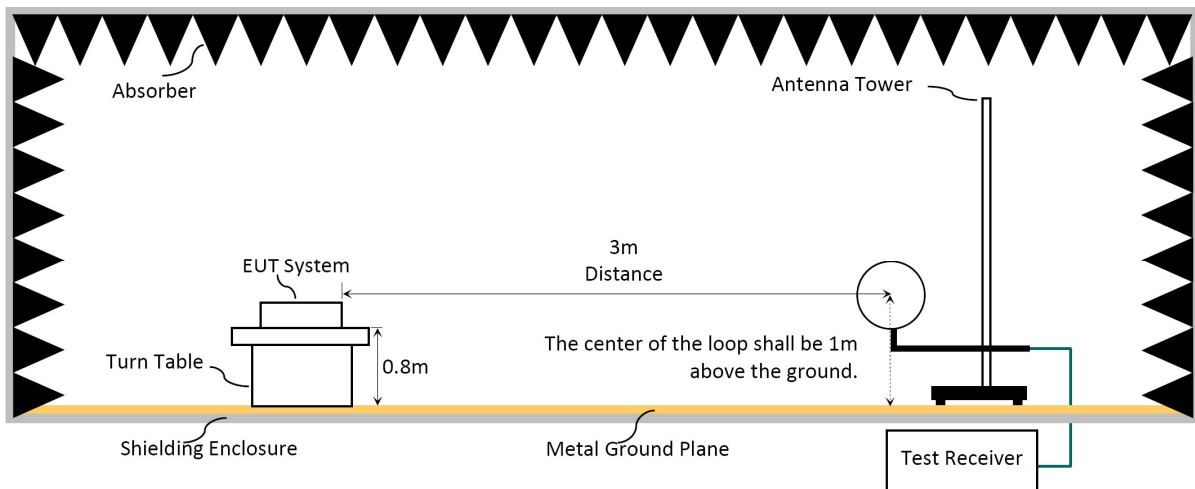 Absorber
Antenna Tower
3m
Distance
EUT System
The center of the loop shall be 1m
above the ground.
Turn Table
0.8m
Shielding Enclosure
Metal Ground Plane
Test Receiver